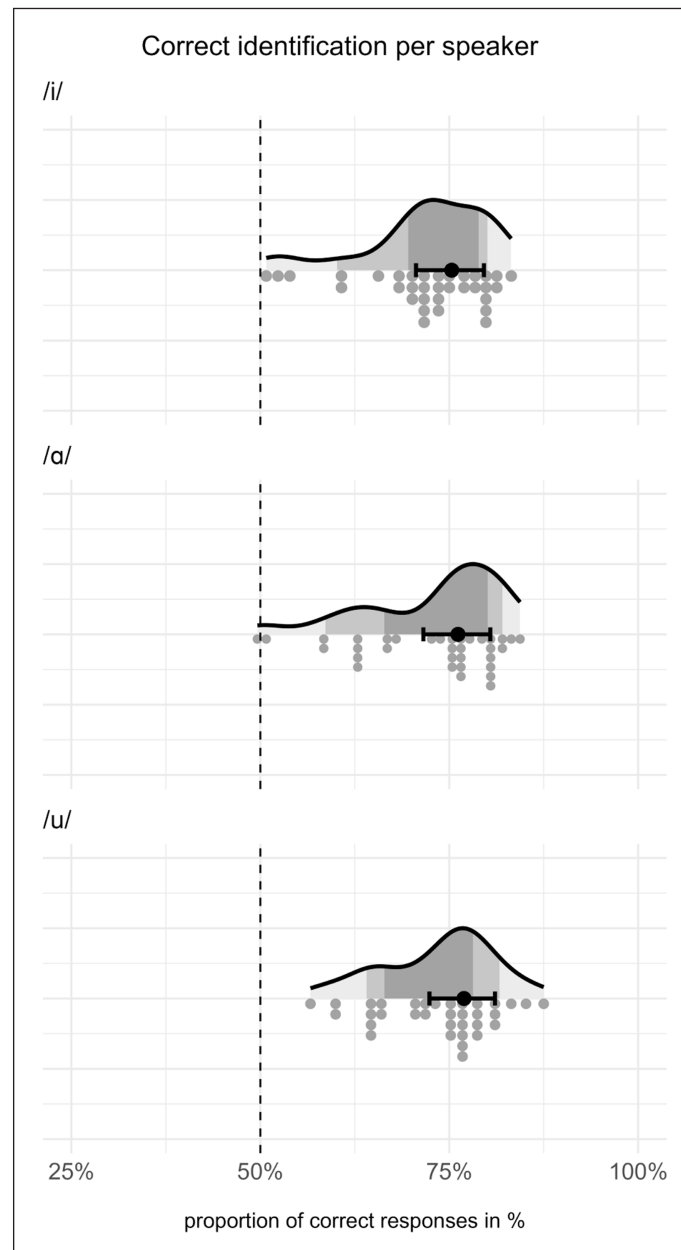 Correct identification per speaker
/i/
/ɑ/
/u/
25% 50% 75% 100%
proportion of correct responses in %